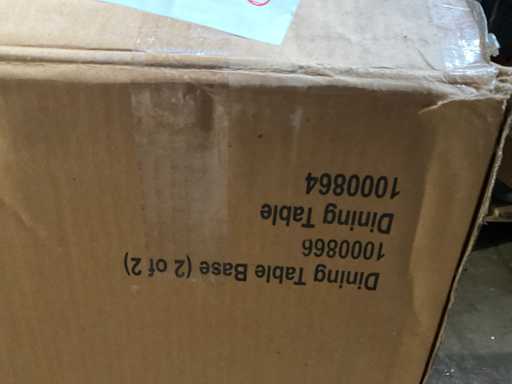 Dining Table Base (2 of 2)
1000866
Dining Table
1000864